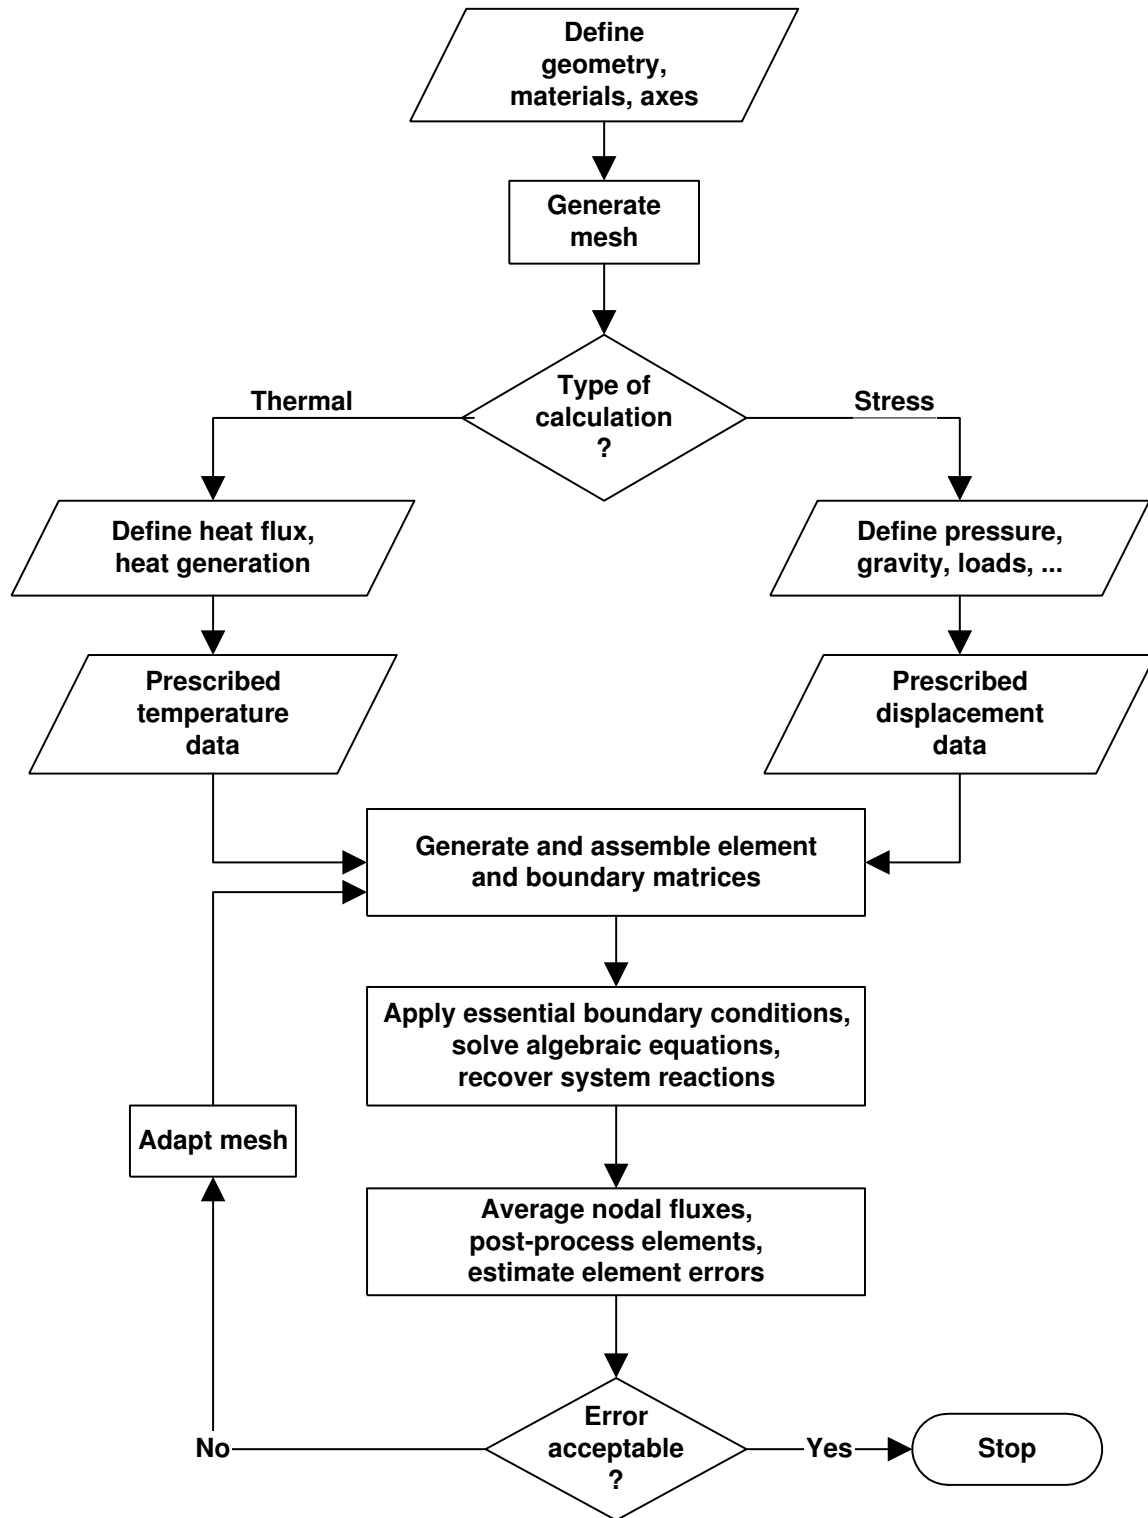 Define
geometry,
materials, axes
Generate
mesh
Type of
calculation
?
Thermal
Stress
Define heat flux,
heat generation
Define pressure,
gravity, loads, ...
Prescribed
temperature
data
Prescribed
displacement
data
Generate and assemble element
and boundary matrices
Apply essential boundary conditions,
solve algebraic equations,
recover system reactions
Adapt mesh
Average nodal fluxes,
post-process elements,
estimate element errors
Error
acceptable
?
No
Yes
Stop